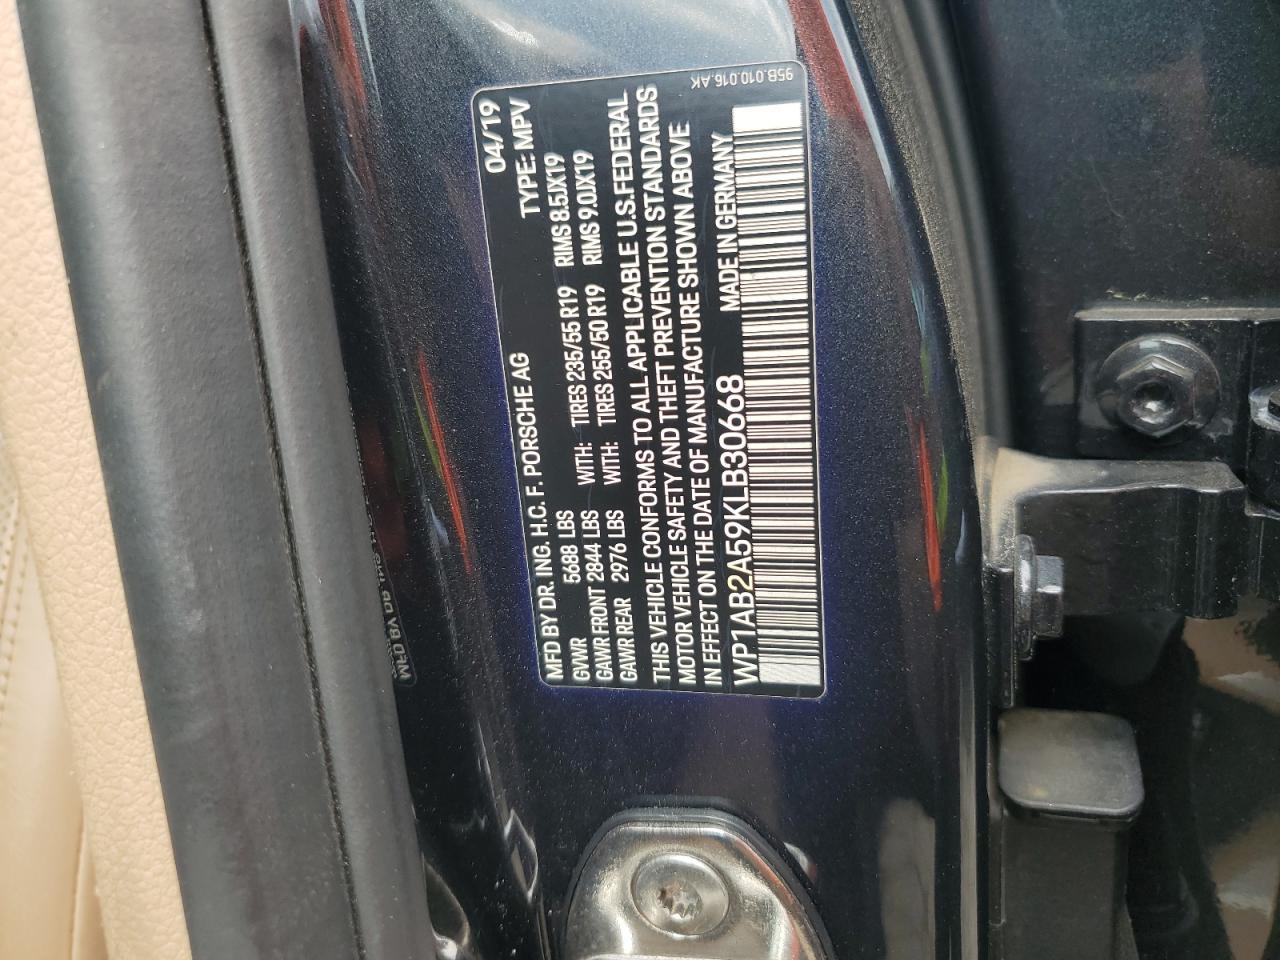 MFD BY DR. ING. H.C. F. PORSCHE AG 04/19
GVWR 5688 LBS TYPE: MPV
GAWR FRONT 2844 LBS WITH: TIRES 235/55 R19 RIMS 8.5JX19
GAWR REAR 2976 LBS WITH: TIRES 255/50 R19 RIMS 9.0JX19
THIS VEHICLE CONFORMS TO ALL APPLICABLE U.S.FEDERAL
MOTOR VEHICLE SAFETY AND THEFT PREVENTION STANDARDS
IN EFFECT ON THE DATE OF MANUFACTURE SHOWN ABOVE
WP1AB2A59KLB30668 MADE IN GERMANY
95B.010.016.AK